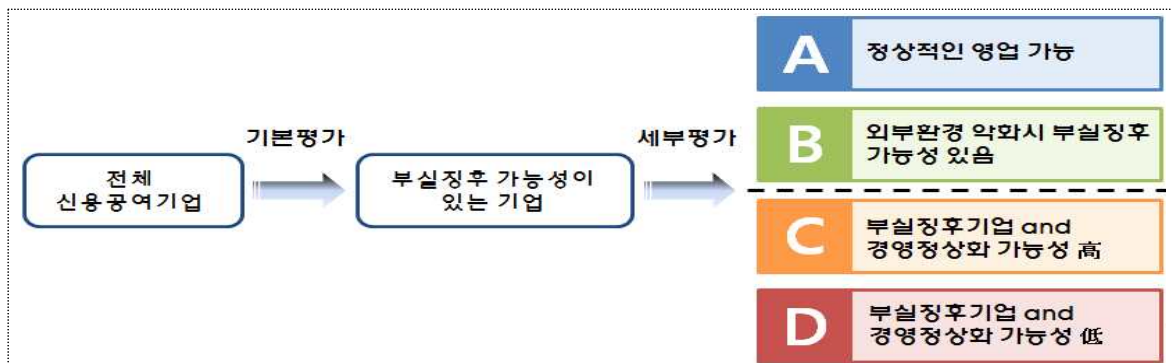 기본평가
세부평가
전체
신용공여기업
부실징후 가능성이
있는 기업
A
정상적인 영업 가능
B
외부환경 악화시 부실징후
가능성 있음
C
부실징후기업 and
경영정상화 가능성 高
D
부실징후기업 and
경영정상화 가능성 低